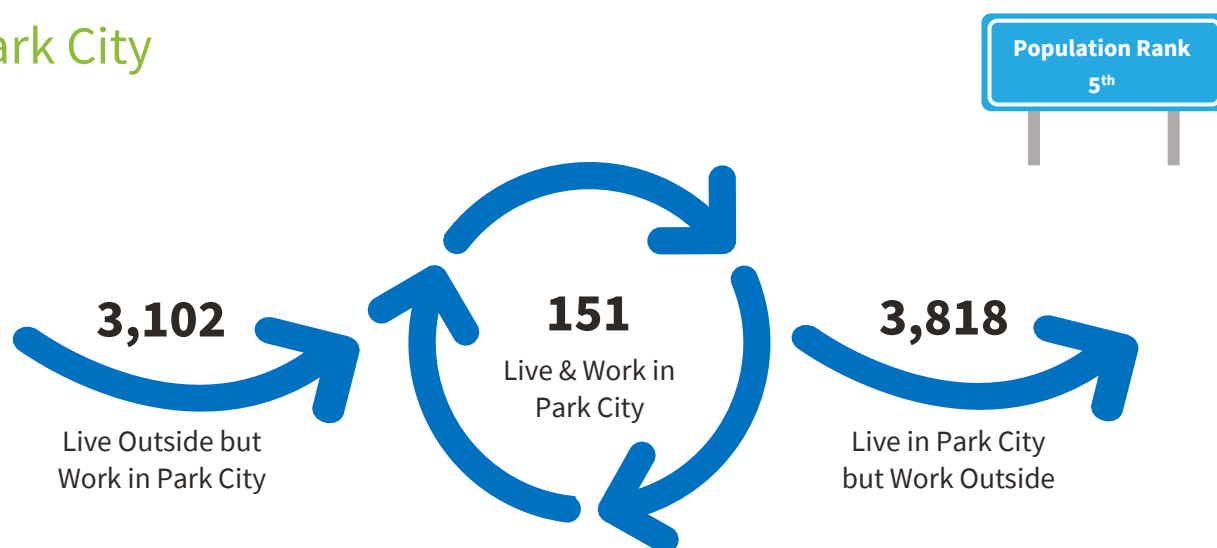 ark City
Population Rank
5th
3,102
Live Outside but
Work in Park City
151
Live & Work in
Park City
3,818
Live in Park City
but Work Outside